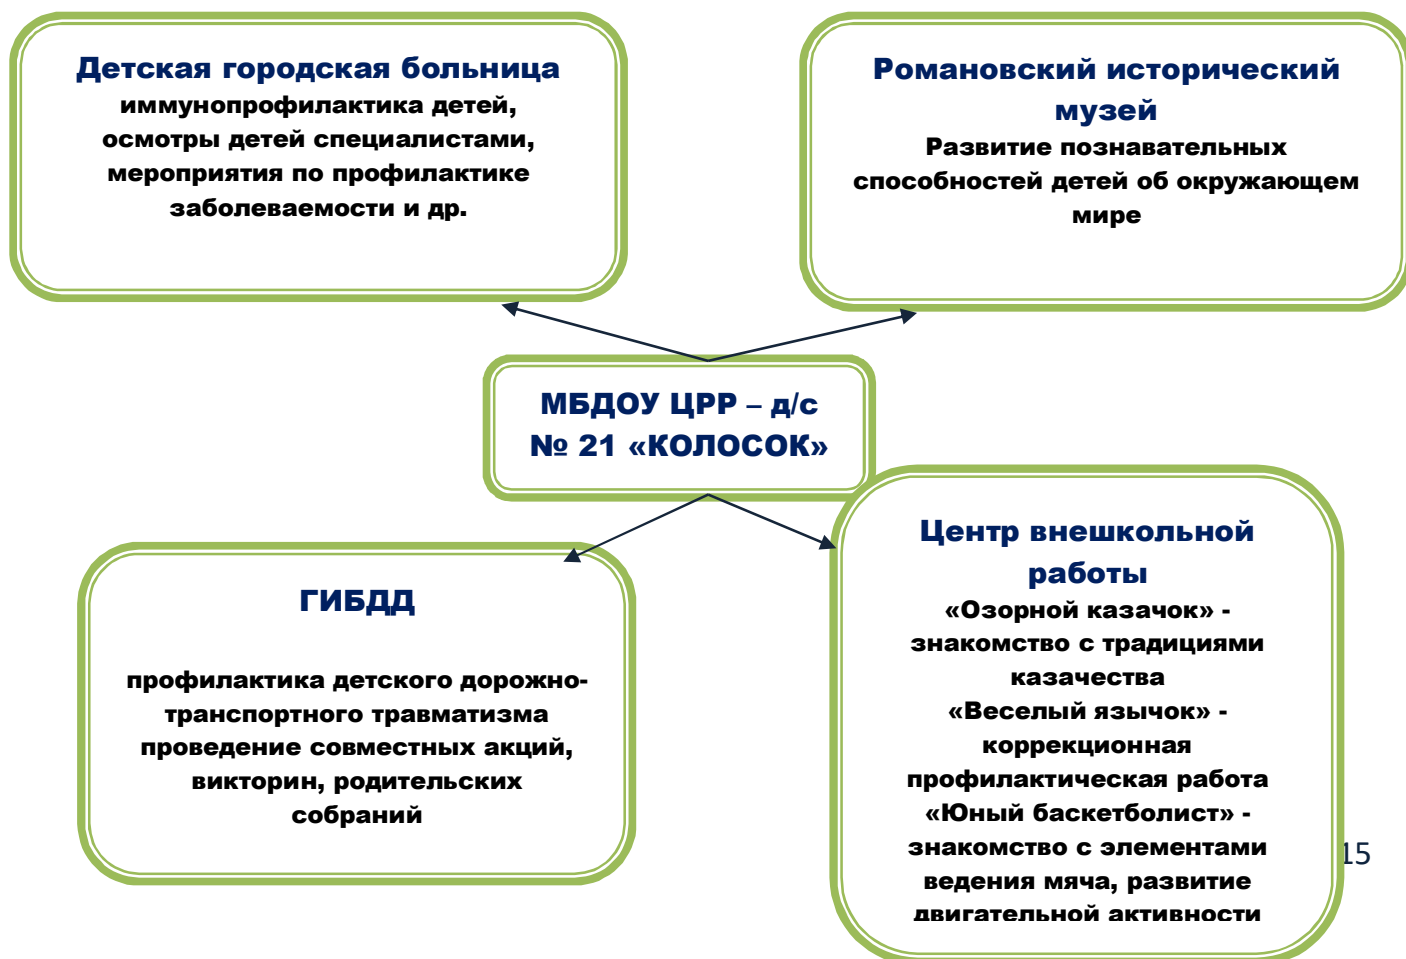 Детская городская больница
иммунопрофилактика детей,
осмотры детей специалистами,
мероприятия по профилактике
заболеваемости и др.
Романовский исторический
музей
Развитие познавательных
способностей детей об окружающем
мире
МБДОУ ЦРР – д/с
№ 21 «КОЛОСОК»
ГИБДД
профилактика детского дорожно-
транспортного травматизма
проведение совместных акций,
викторин, родительских
собраний
Центр внешкольной
работы
«Озорной казачок» -
знакомство с традициями
казачества
«Веселый язычок» -
коррекционная
профилактическая работа
«Юный баскетболист» -
знакомство с элементами
ведения мяча, развитие
двигательной активности
15